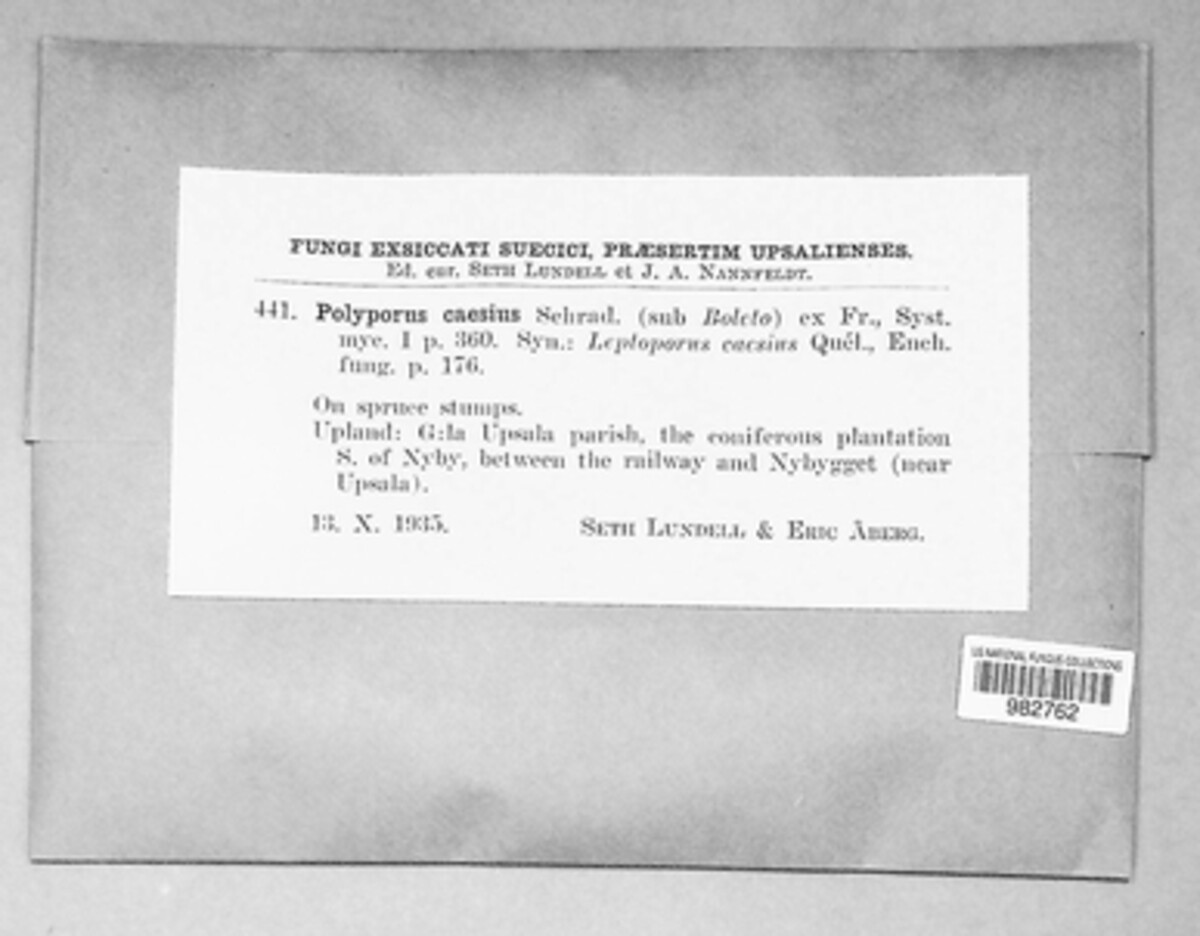 FUNGI EXSICCATI SUECICI, PRÆSERTIM UPSALIENSES.
Ed. cur. SETH LUNDELL et J. A. NANNFELDT.
441. Polyporus caesius Schrad. (sub Boleto) ex Fr., Syst.
myc. I p. 360. Syn.: Leptoporus caesius Quél., Ench.
fung. p. 176.
On spruce stumps.
Upland: G:la Upsala parish, the coniferous plantation
S. of Nyby, between the railway and Nybygget (near
Upsala).
13. X. 1935. SETH LUNDELL & ERIC ÅBERG.
US NATIONAL FUNGUS COLLECTIONS
982762